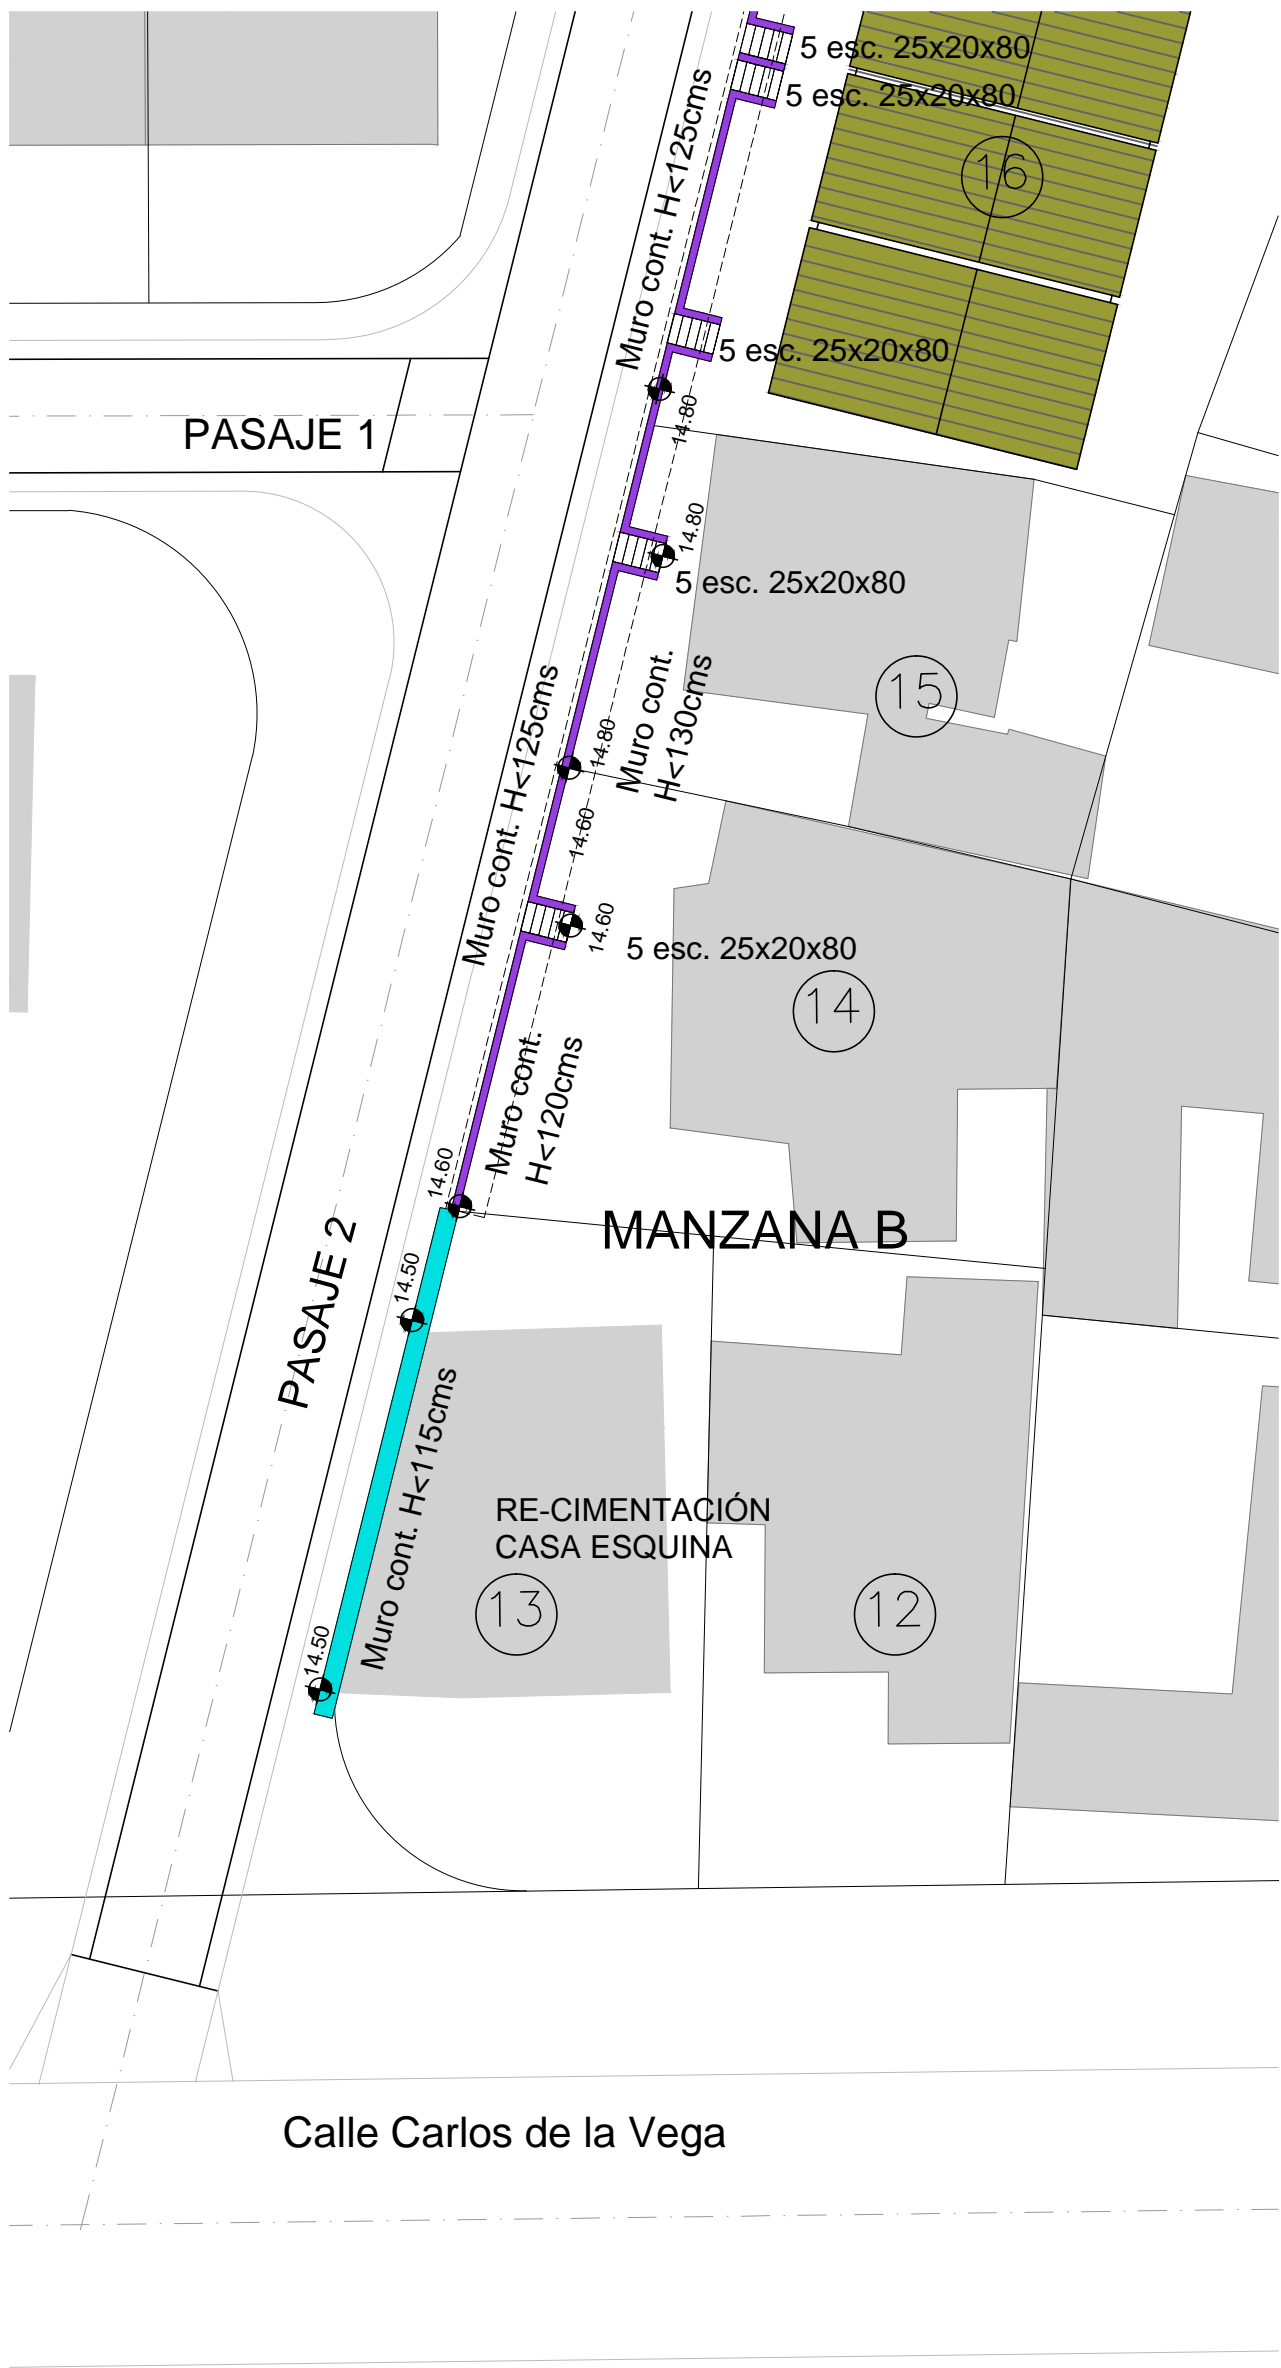 5 esc. 25x20x80
5 esc. 25x20x80
Muro cont. H<125cms
16
5 esc. 25x20x80
PASAJE 1
14.80
14.80
5 esc. 25x20x80
Muro cont.
H<130cms
15
Muro cont. H<125cms
14.80
14.60
14.60
5 esc. 25x20x80
14
Muro cont.
H<120cms
14.60
MANZANA B
PASAJE 2
14.50
Muro cont. H<115cms
RE-CIMENTACIÓN
CASA ESQUINA
13
12
14.50
Calle Carlos de la Vega